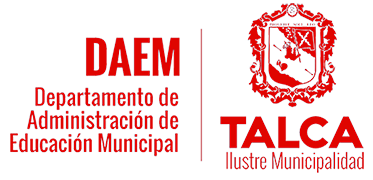 DAEM
Departamento de
Administración de
Educación Municipal
TALCA
Ilustre Municipalidad